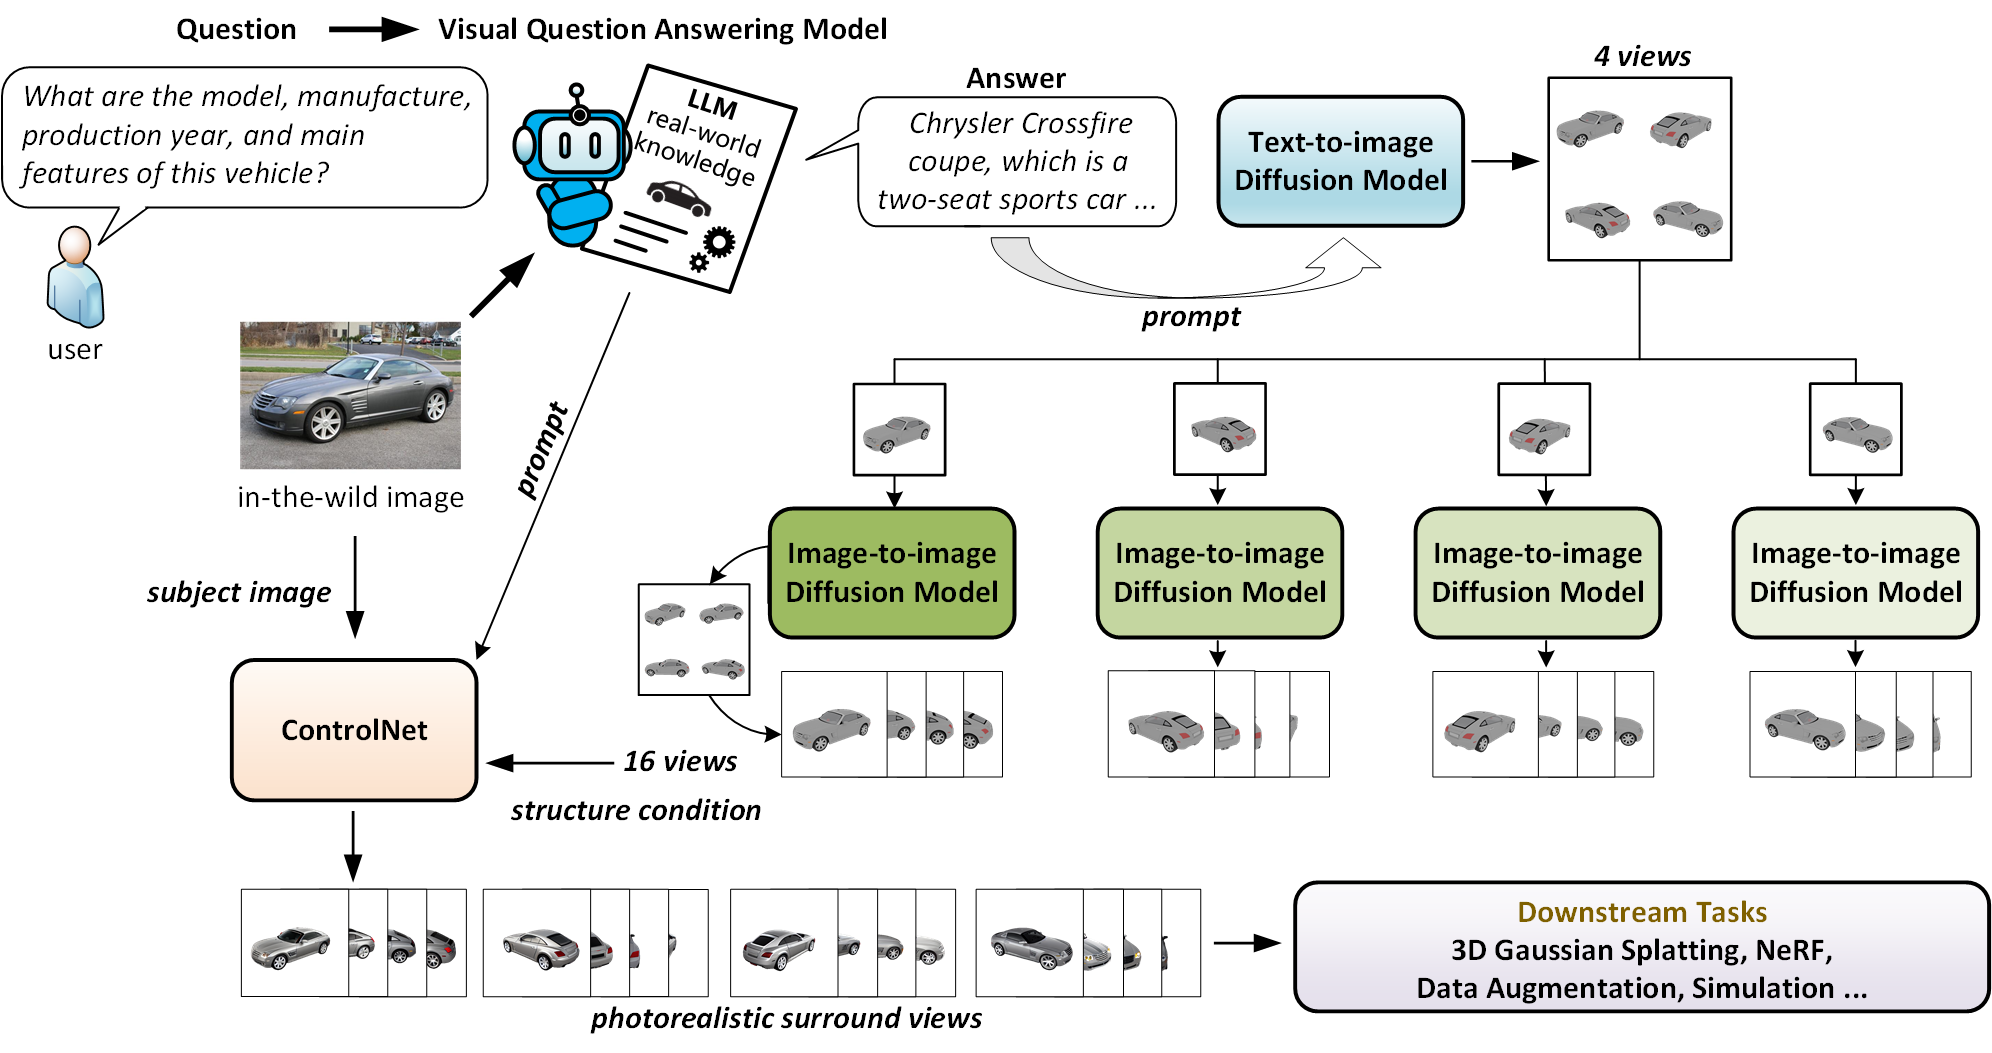 Question
Visual Question Answering Model
What are the model, manufacture,
production year, and main
features of this vehicle?
user
LLM
real-world
knowledge
Answer
Chrysler Crossfire
coupe, which is a
two-seat sports car ...
prompt
Text-to-image
Diffusion Model
4 views
in-the-wild image
prompt
subject image
Image-to-image
Diffusion Model
Image-to-image
Diffusion Model
Image-to-image
Diffusion Model
Image-to-image
Diffusion Model
ControlNet
16 views
structure condition
photorealistic surround views
Downstream Tasks
3D Gaussian Splatting, NeRF,
Data Augmentation, Simulation ...